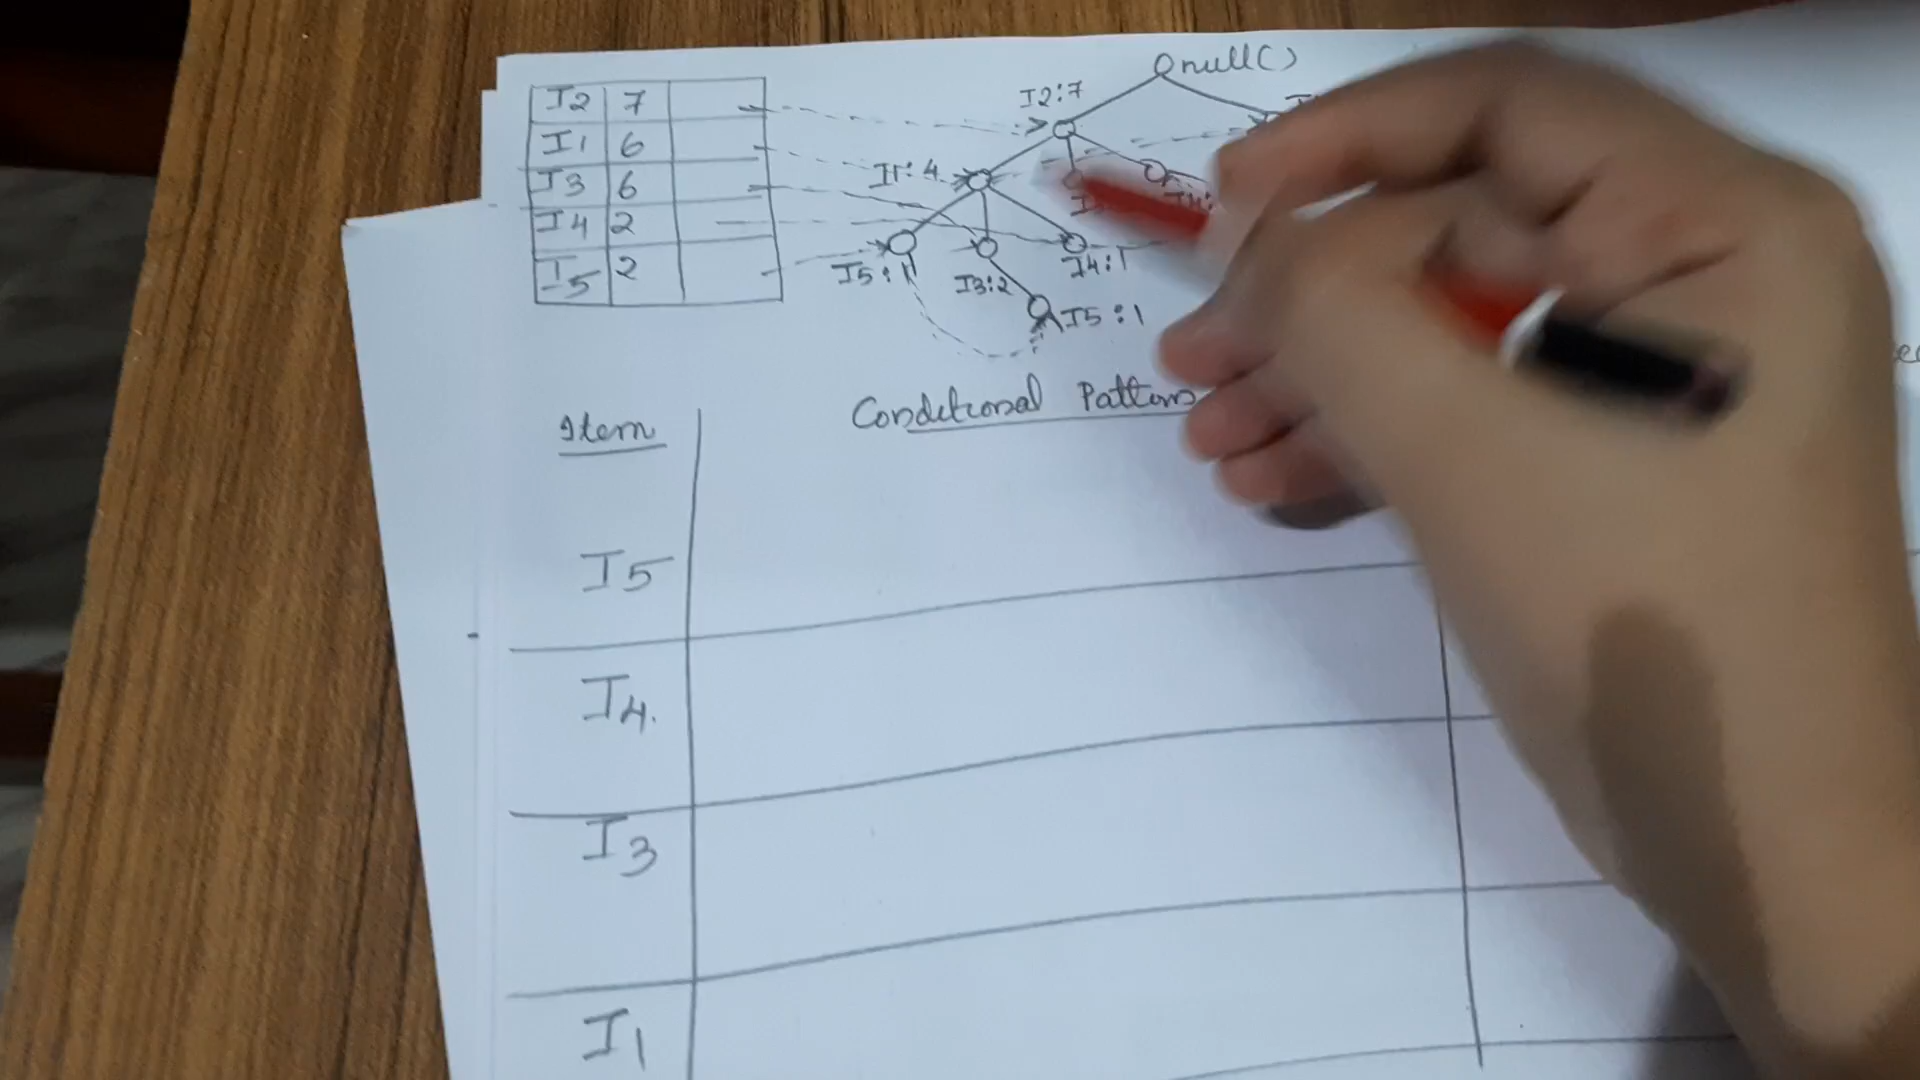 I2 7
I1 6
I3 6
I4 2
I5 2
null()
I2:7
I1:4
I5:1
I3:2
I4:1
I5:1
Item
Conditional Pattern
I5
I4.
I3
I1